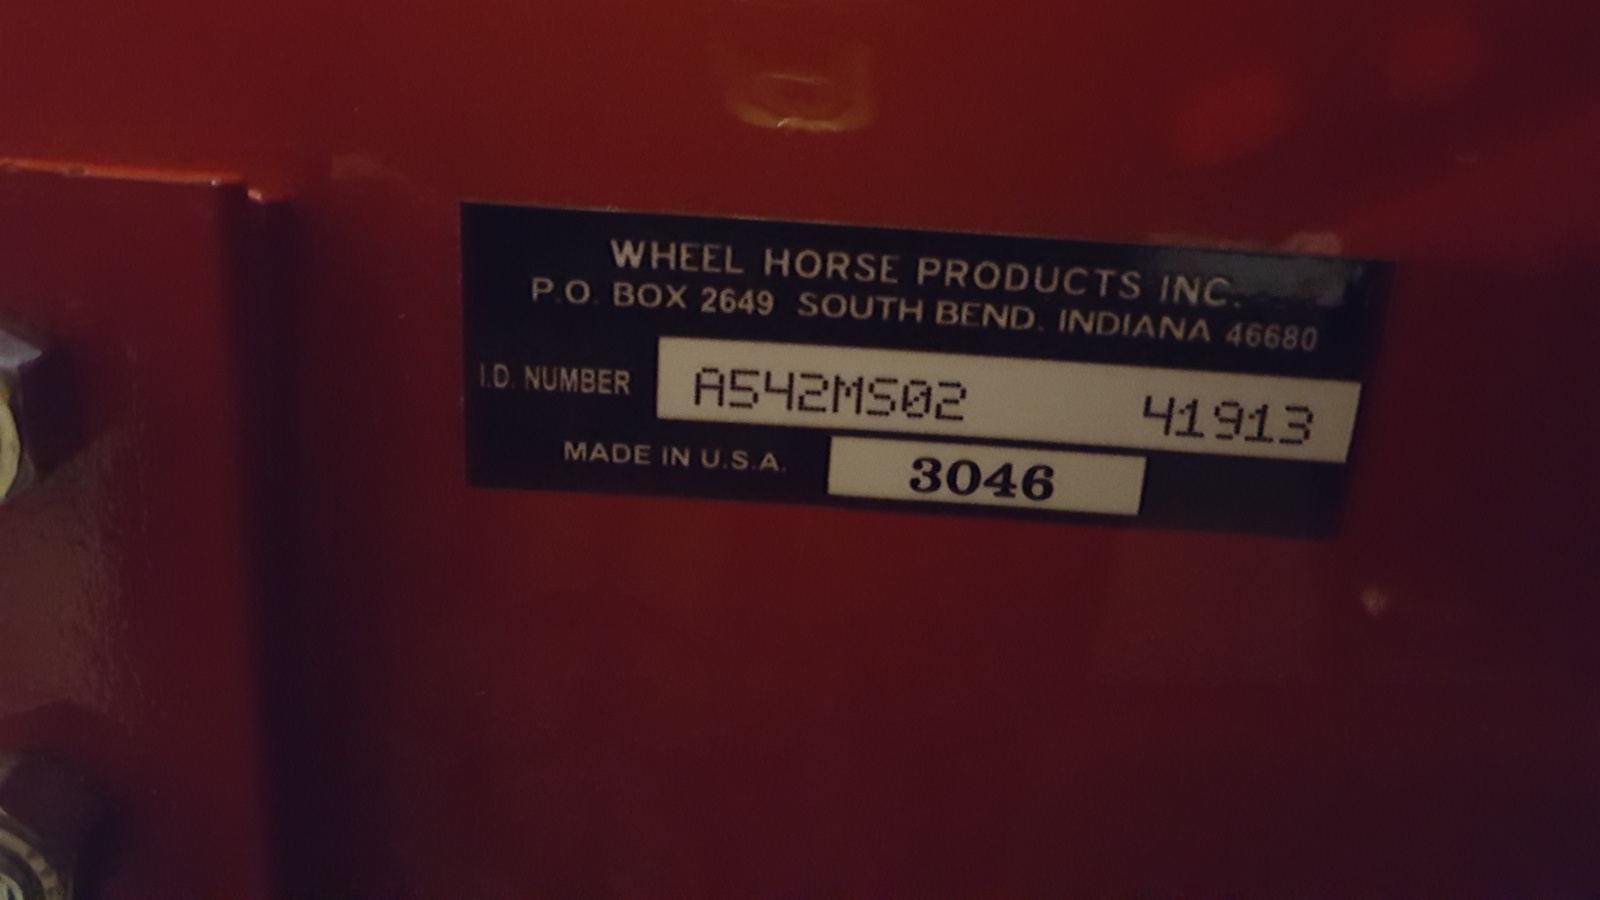 WHEEL HORSE PRODUCTS INC.
P.O. BOX 2649 SOUTH BEND, INDIANA 46680
I.D. NUMBER A542MS02 41913
MADE IN U.S.A. 3046